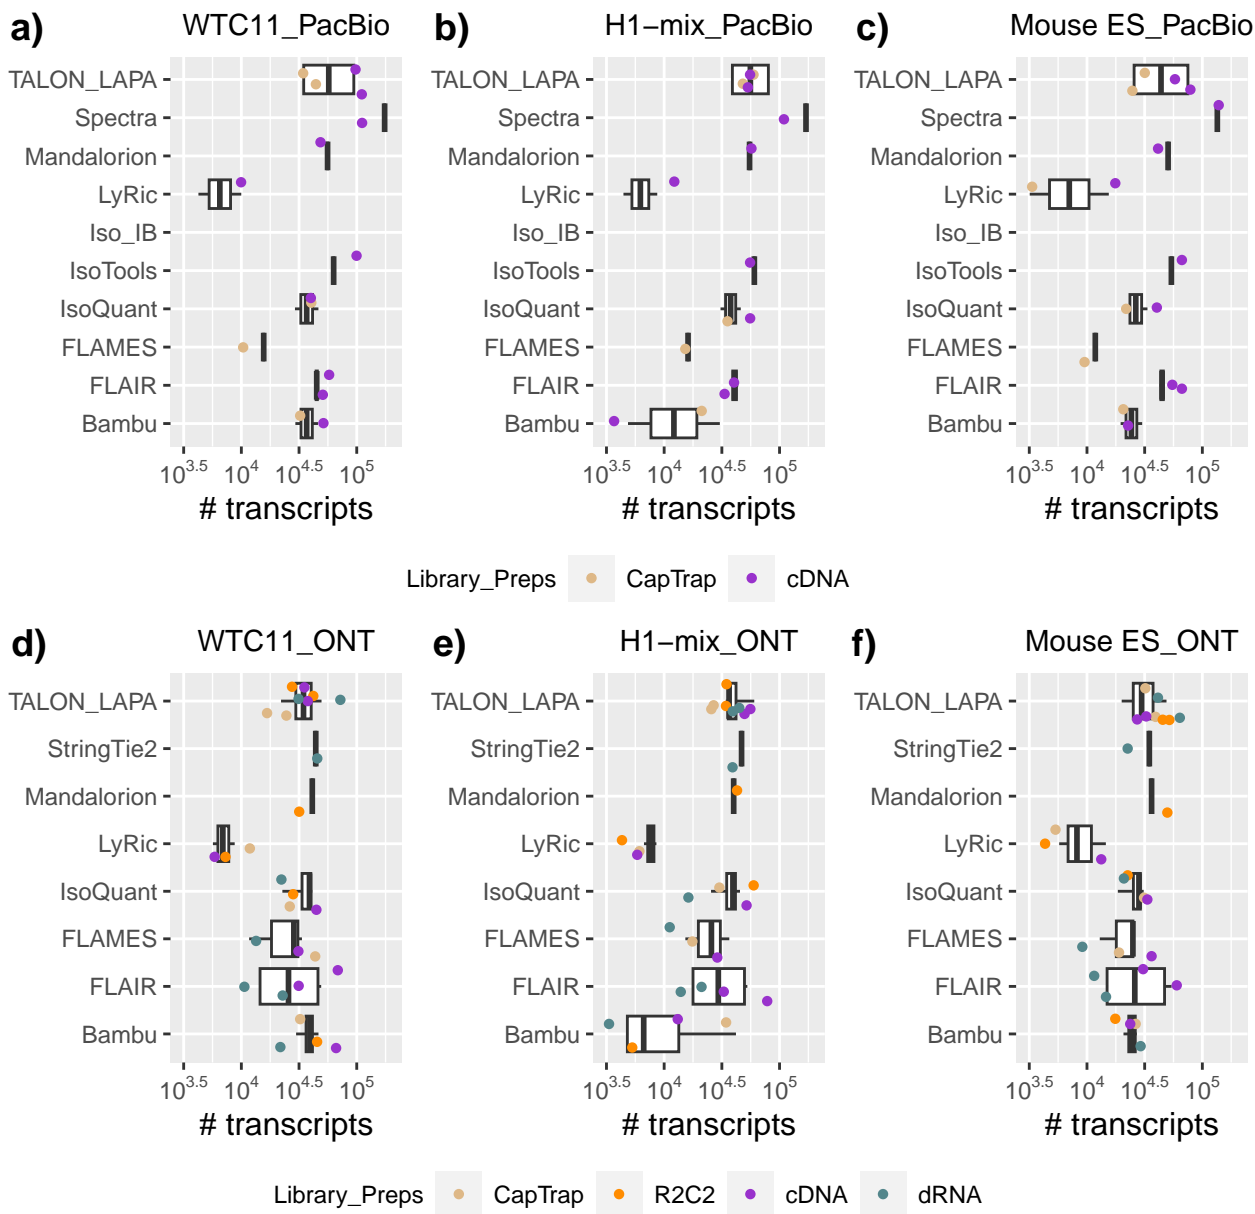 a) WTC11_PacBio
TALON_LAPA
Spectra
Mandalorion
LyRic
Iso_IB
IsoTools
IsoQuant
FLAMES
FLAIR
Bambu
10^3.5 10^4 10^4.5 10^5
# transcripts
b) H1−mix_PacBio
TALON_LAPA
Spectra
Mandalorion
LyRic
Iso_IB
IsoTools
IsoQuant
FLAMES
FLAIR
Bambu
10^3.5 10^4 10^4.5 10^5
# transcripts
c) Mouse ES_PacBio
TALON_LAPA
Spectra
Mandalorion
LyRic
Iso_IB
IsoTools
IsoQuant
FLAMES
FLAIR
Bambu
10^3.5 10^4 10^4.5 10^5
# transcripts
Library_Preps CapTrap cDNA
d) WTC11_ONT
TALON_LAPA
StringTie2
Mandalorion
LyRic
IsoQuant
FLAMES
FLAIR
Bambu
10^3.5 10^4 10^4.5 10^5
# transcripts
e) H1−mix_ONT
TALON_LAPA
StringTie2
Mandalorion
LyRic
IsoQuant
FLAMES
FLAIR
Bambu
10^3.5 10^4 10^4.5 10^5
# transcripts
f) Mouse ES_ONT
TALON_LAPA
StringTie2
Mandalorion
LyRic
IsoQuant
FLAMES
FLAIR
Bambu
10^3.5 10^4 10^4.5 10^5
# transcripts
Library_Preps CapTrap R2C2 cDNA dRNA